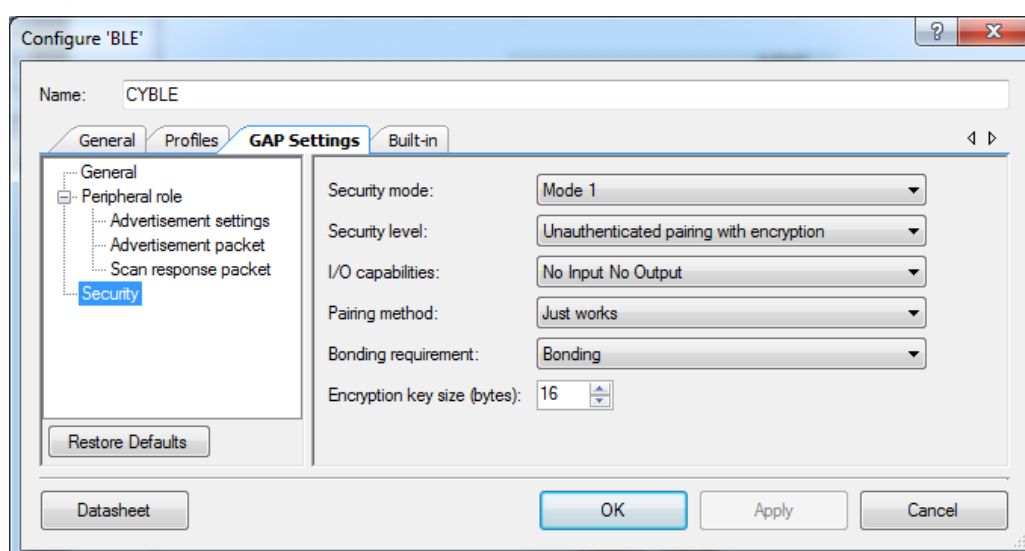 Configure 'BLE'
Name: CYBLE
General Profiles GAP Settings Built-in
General
Peripheral role
Advertisement settings
Advertisement packet
Scan response packet
Security
Restore Defaults
Security mode: Mode 1
Security level: Unauthenticated pairing with encryption
I/O capabilities: No Input No Output
Pairing method: Just works
Bonding requirement: Bonding
Encryption key size (bytes): 16
Datasheet OK Apply Cancel